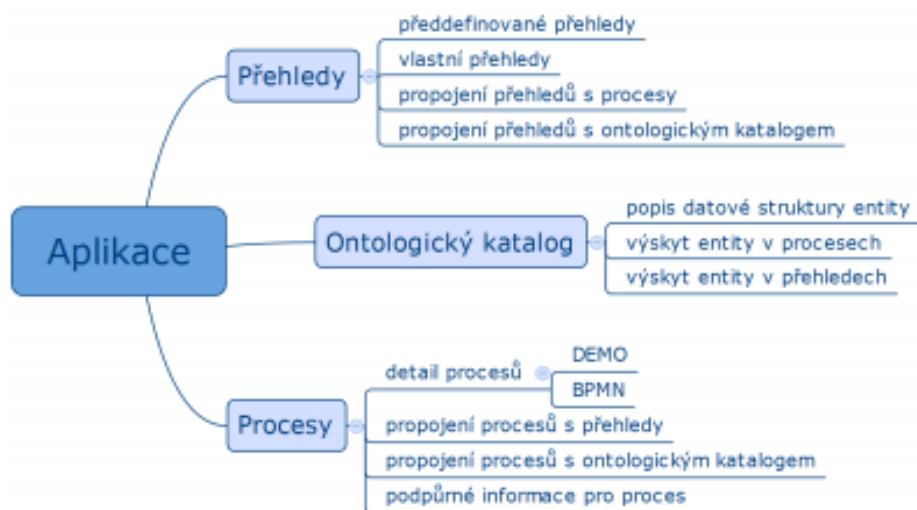 předdefinované přehledy
Přehledy
vlastní přehledy
propojení přehledů s procesy
propojení přehledů s ontologickým katalogem
Aplikace
Ontologický katalog
popis datové struktury entity
výskyt entity v procesech
výskyt entity v přehledech
Procesy
detail procesů
DEMO
BPMN
propojení procesů s přehledy
propojení procesů s ontologickým katalogem
podpůrné informace pro proces